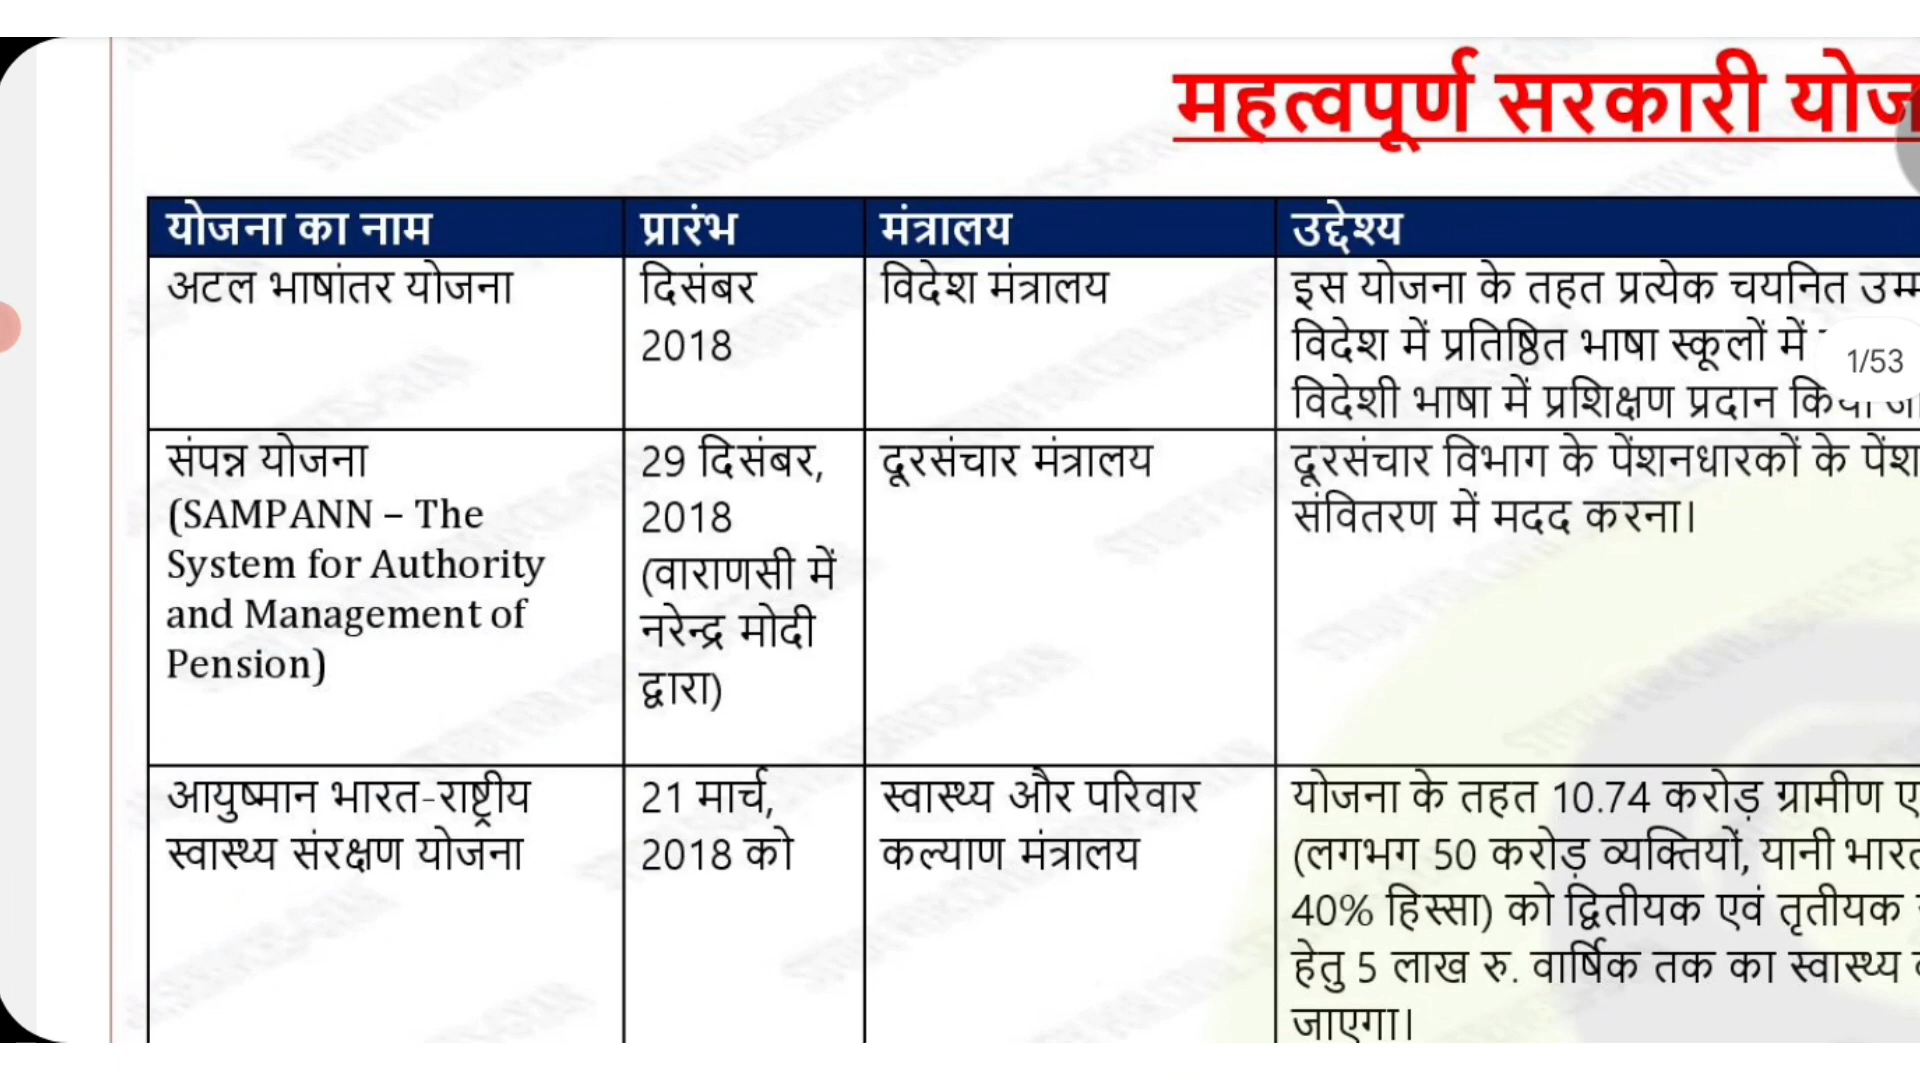 महत्वपूर्ण सरकारी
योजना का नाम प्रारंभ मंत्रालय उद्देश्य
अटल भाषांतर योजना
दिसंबर
2018
विदेश मंत्रालय
इस योजना के तहत प्रत्येक चयनित
विदेश में प्रतिष्ठित भाषा स्कूलों में
विदेशी भाषा में प्रशिक्षण प्रदान
1/53
संपन्न योजना
(SAMPANN – The
System for Authority
and Management of
Pension)
29 दिसंबर,
2018
(वाराणसी में
नरेन्द्र मोदी
द्वारा)
दूरसंचार मंत्रालय
दूरसंचार विभाग के पेंशनधारकों के
संवितरण में मदद करना।
आयुष्मान भारत-राष्ट्रीय
स्वास्थ्य संरक्षण योजना
21 मार्च,
2018 को
स्वास्थ्य और परिवार
कल्याण मंत्रालय
योजना के तहत 10.74 करोड़ ग्रामीण
(लगभग 50 करोड़ व्यक्तियों, यानी
40% हिस्सा) को द्वितीयक एवं तृतीयक
हेतु 5 लाख रु. वार्षिक तक का स्वास्थ्य
जाएगा।